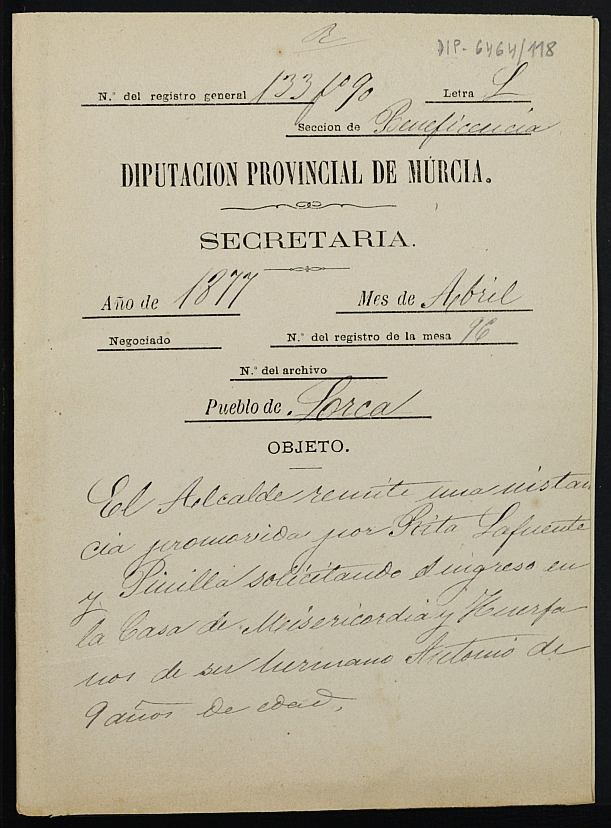 DIP-6464/118
N.º del registro general 133 fº 90 Letra L
Seccion de Beneficencia
DIPUTACION PROVINCIAL DE MÚRCIA.
SECRETARIA.
Año de 1877 Mes de Abril
Negociado N.º del registro de la mesa 96
N.º del archivo
Pueblo de Lorca
OBJETO.
El Alcalde remite una instan
cia promovida por Rita Lafuente
y Pinilla solicitando el ingreso en
la Casa de Misericordia y Huerfa
nos de su hermano Antonio de
9 años de edad.